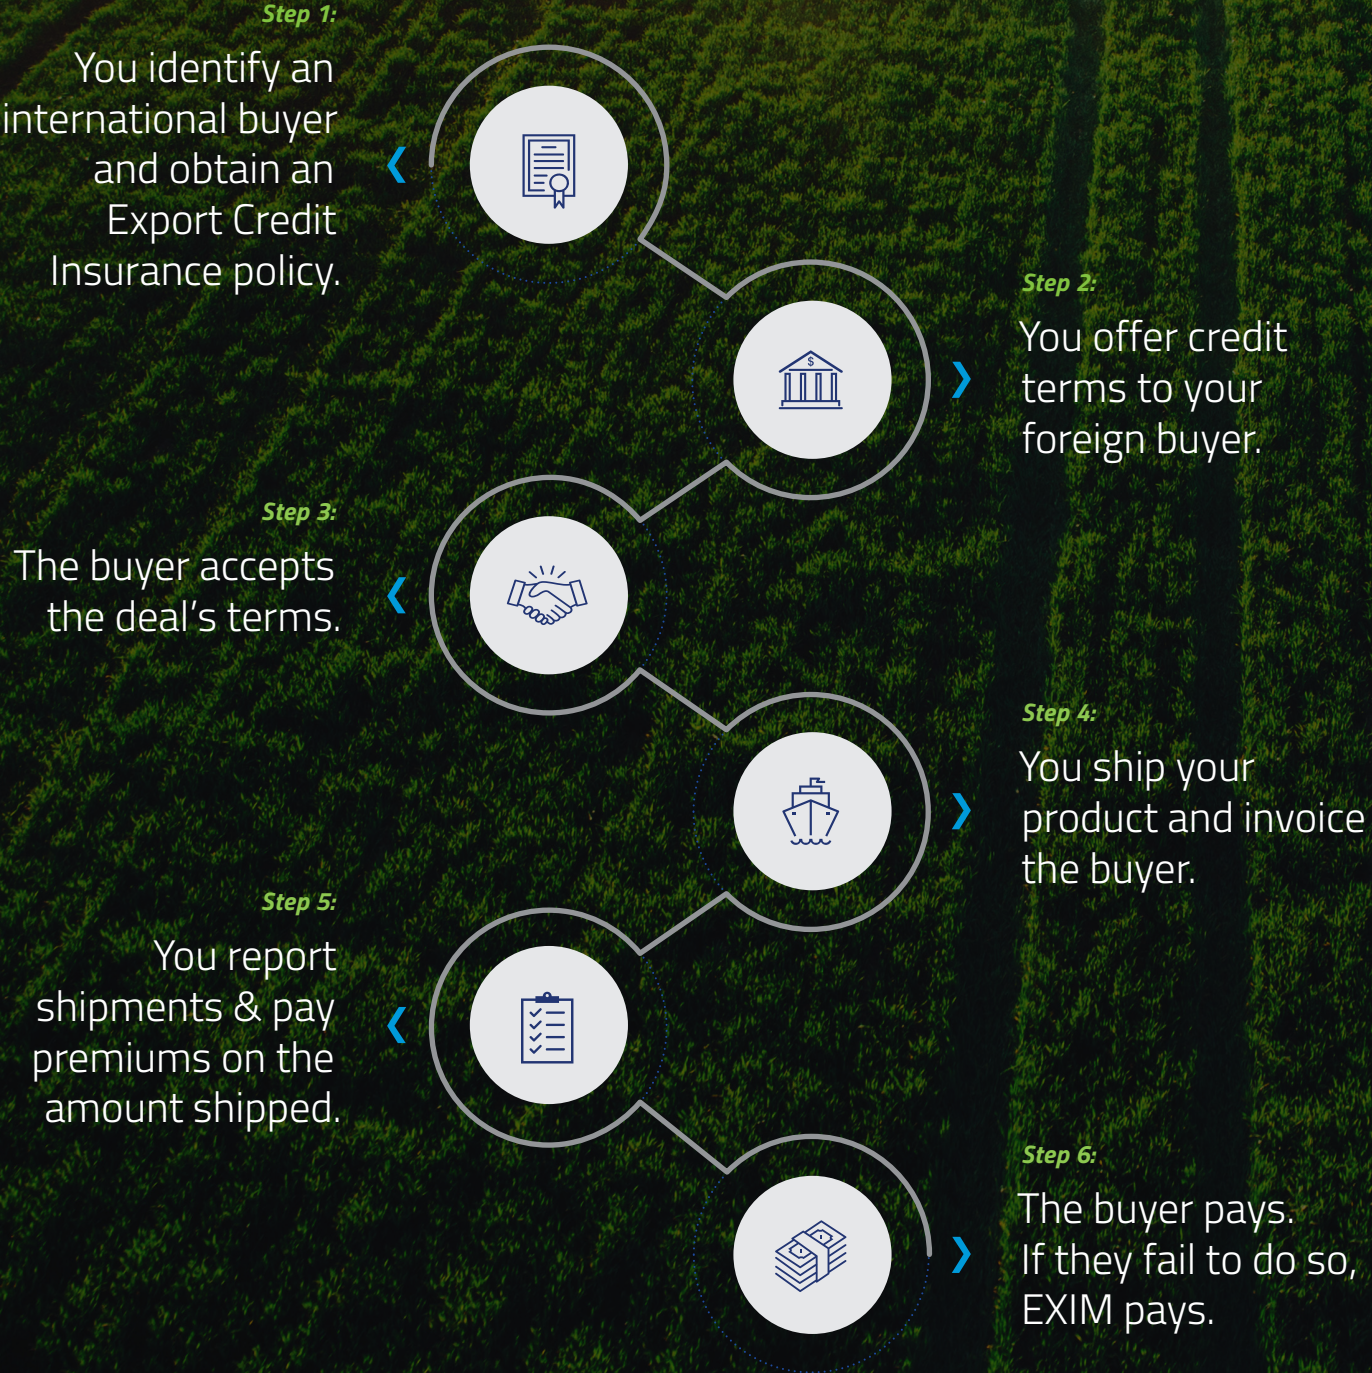 Step 1:
You identify an
international buyer
and obtain an
Export Credit
Insurance policy.
$
Step 2:
You offer credit
terms to your
foreign buyer.
Step 3:
The buyer accepts
the deal’s terms.
Step 4:
You ship your
product and invoice
the buyer.
Step 5:
You report
shipments & pay
premiums on the
amount shipped.
Step 6:
The buyer pays.
If they fail to do so,
EXIM pays.